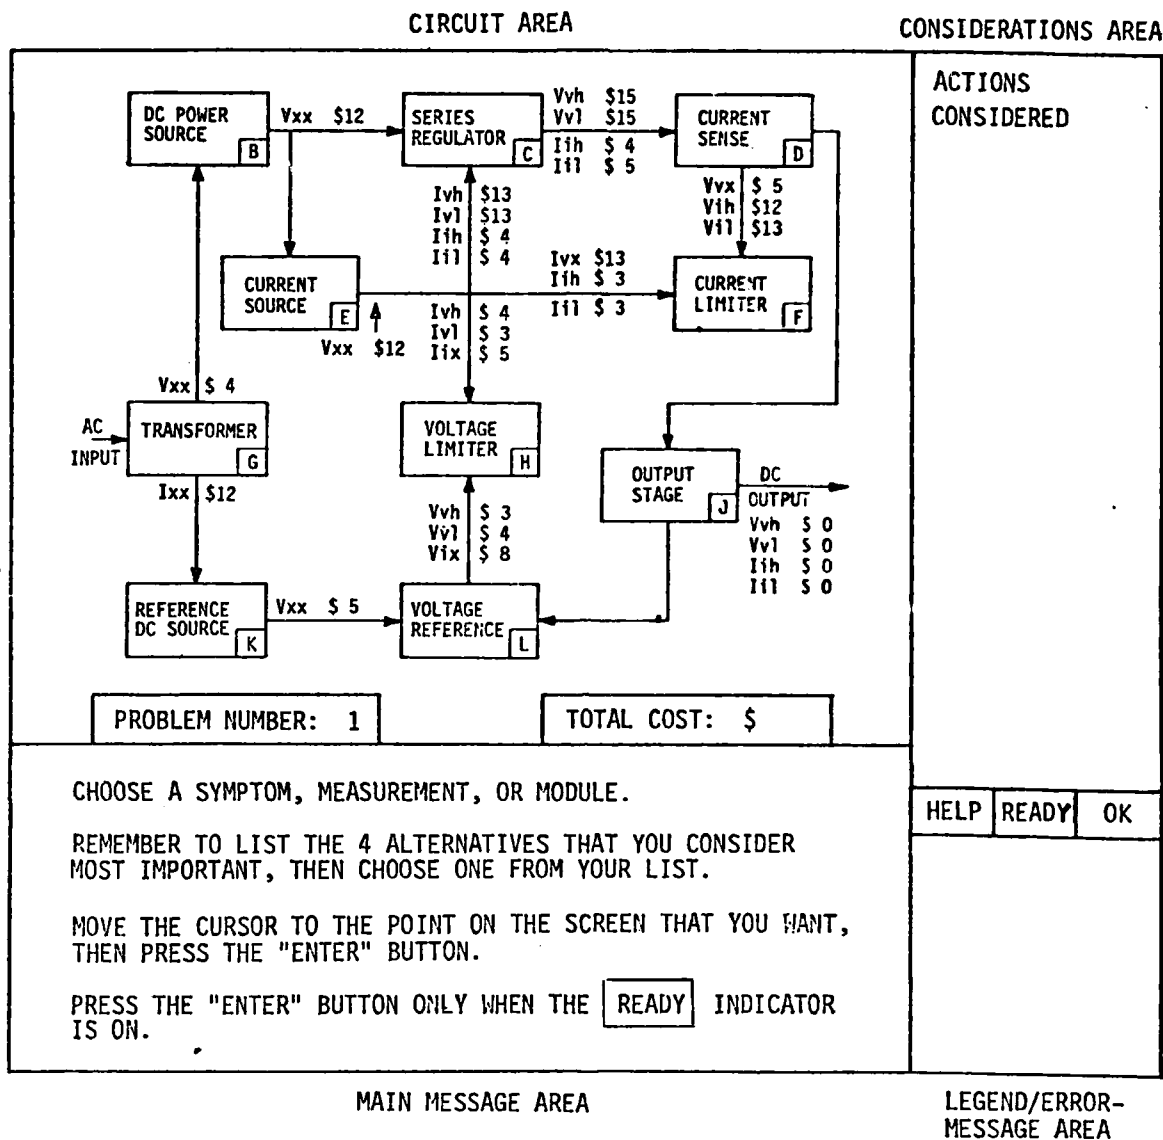 CIRCUIT AREA
CONSIDERATIONS AREA
DC POWER
SOURCE
B
Vxx $12
SERIES
REGULATOR
C
Vvh $15
Vvl $15
Iih $ 4
Iil $ 5
CURRENT
SENSE
D
Ivh $13
Ivl $13
Iih $ 4
Iil $ 4
Vvx $ 5
Vih $12
Vil $13
CURRENT
SOURCE
E
Vxx $12
Ivx $13
Iih $ 3
Iil $ 3
CURRENT
LIMITER
F
Ivh $ 4
Ivl $ 3
Iix $ 5
Vxx $ 4
AC
INPUT
TRANSFORMER
G
Ixx $12
VOLTAGE
LIMITER
H
OUTPUT
STAGE
J
DC
OUTPUT
Vvh $ 0
Vvl $ 0
Iih $ 0
Iil $ 0
Vvh $ 3
Vvl $ 4
Vix $ 8
REFERENCE
DC SOURCE
K
Vxx $ 5
VOLTAGE
REFERENCE
L
PROBLEM NUMBER: 1
TOTAL COST: $
ACTIONS
CONSIDERED
CHOOSE A SYMPTOM, MEASUREMENT, OR MODULE.
REMEMBER TO LIST THE 4 ALTERNATIVES THAT YOU CONSIDER
MOST IMPORTANT, THEN CHOOSE ONE FROM YOUR LIST.
MOVE THE CURSOR TO THE POINT ON THE SCREEN THAT YOU WANT,
THEN PRESS THE "ENTER" BUTTON.
PRESS THE "ENTER" BUTTON ONLY WHEN THE READY INDICATOR
IS ON.
HELP READY OK
MAIN MESSAGE AREA
LEGEND/ERROR-
MESSAGE AREA